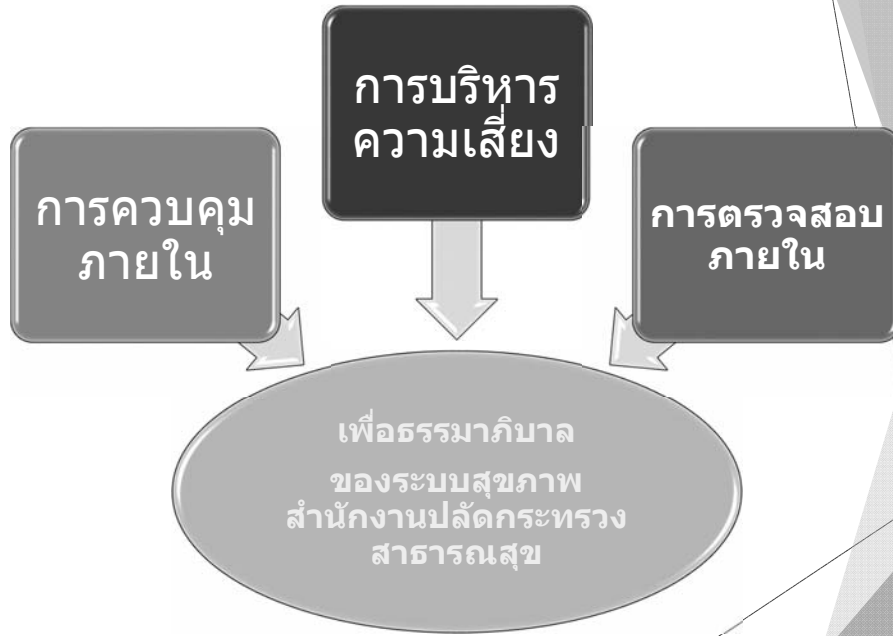 การบริหาร
ความเสี่ยง
การควบคุม
ภายใน
การตรวจสอบ
ภายใน
เพื่อธรรมาภิบาล
ของระบบสุขภาพ
สำนักงานปลัดกระทรวง
สาธารณสุข